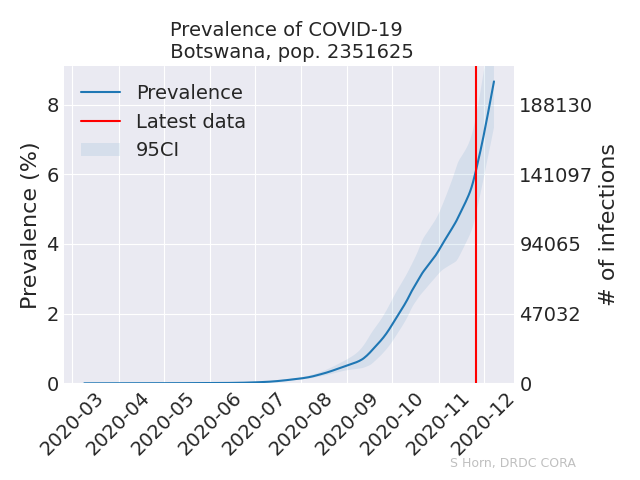 Prevalence of COVID-19
Botswana, pop. 2351625
Prevalence
Latest data
95CI
Prevalence (%)
8
6
4
2
0
188130
141097
94065
47032
0
# of infections
2020-03
2020-04
2020-05
2020-06
2020-07
2020-08
2020-09
2020-10
2020-11
2020-12
S Horn, DRDC CORA